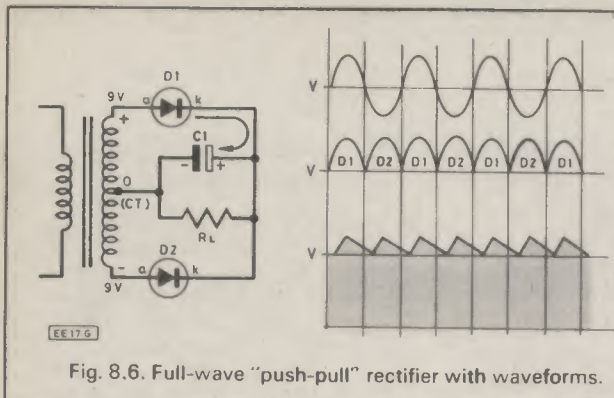 D1
9V
a
k
+
C1
-
+
O
(CT)
RL
D2
-
a
k
9V
EE17G
V
V
D1 D2 D1 D2 D1 D2 D1
V
Fig. 8.6. Full-wave "push-pull" rectifier with waveforms.